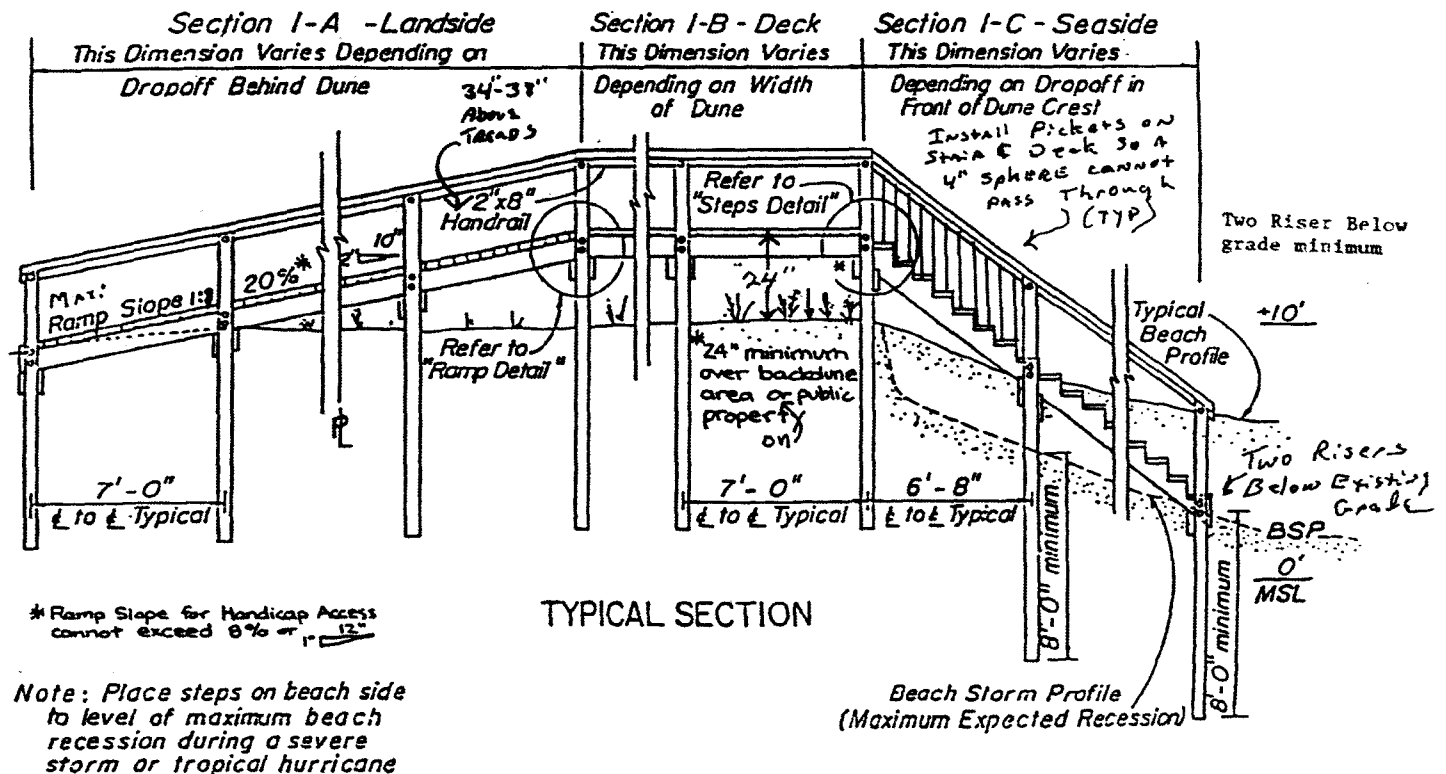 Section 1-A - Landside
Section 1-B - Deck
Section 1-C - Seaside
This Dimension Varies Depending on
Dropoff Behind Dune
This Dimension Varies
Depending on Width
of Dune
This Dimension Varies
Depending on Dropoff in
Front of Dune Crest
34"-38"
Above
Treads
Install Pickets on
Stair & Deck So A
4" Sphere cannot
pass Through
(TYP)
Two Riser Below
grade minimum
2"x8"
Handrail
Refer to
"Steps Detail"
10"
2"
20%*
Max:
Ramp Slope
24"
*
Typical
Beach
Profile
+10'
Refer to
"Ramp Detail"
*24" minimum
over backdune
area or public
property
on
7'-0"
℄ to ℄ Typical
7'-0"
℄ to ℄ Typical
6'-8"
℄ to ℄ Typical
Two Risers
Below Existing
Grade
BSP
0'
MSL
8'-0" minimum
8'-0" minimum
* Ramp Slope for Handicap Access
cannot exceed 8% or 1" 12"
TYPICAL SECTION
Beach Storm Profile
(Maximum Expected Recession)
Note: Place steps on beach side
to level of maximum beach
recession during a severe
storm or tropical hurricane